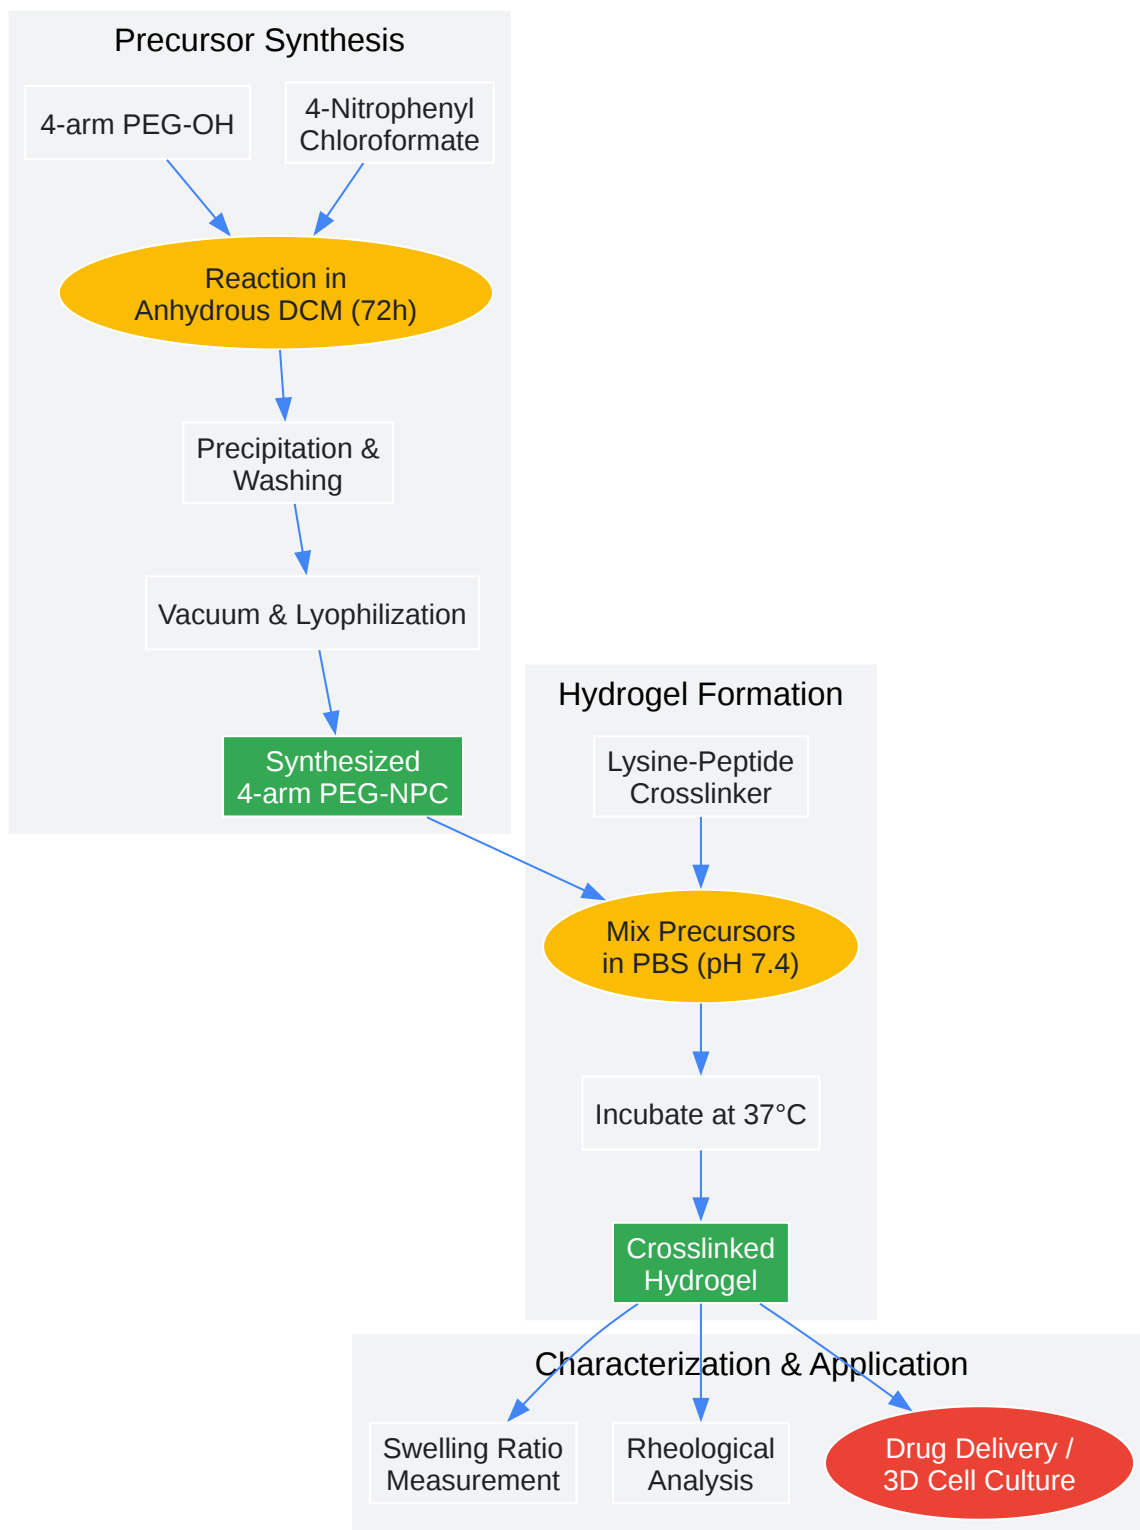 Precursor Synthesis
4-arm PEG-OH
4-Nitrophenyl
Chloroformate
Reaction in
Anhydrous DCM (72h)
Precipitation &
Washing
Vacuum & Lyophilization
Synthesized
4-arm PEG-NPC
Hydrogel Formation
Lysine-Peptide
Crosslinker
Mix Precursors
in PBS (pH 7.4)
Incubate at 37°C
Crosslinked
Hydrogel
Characterization & Application
Swelling Ratio
Measurement
Rheological
Analysis
Drug Delivery /
3D Cell Culture